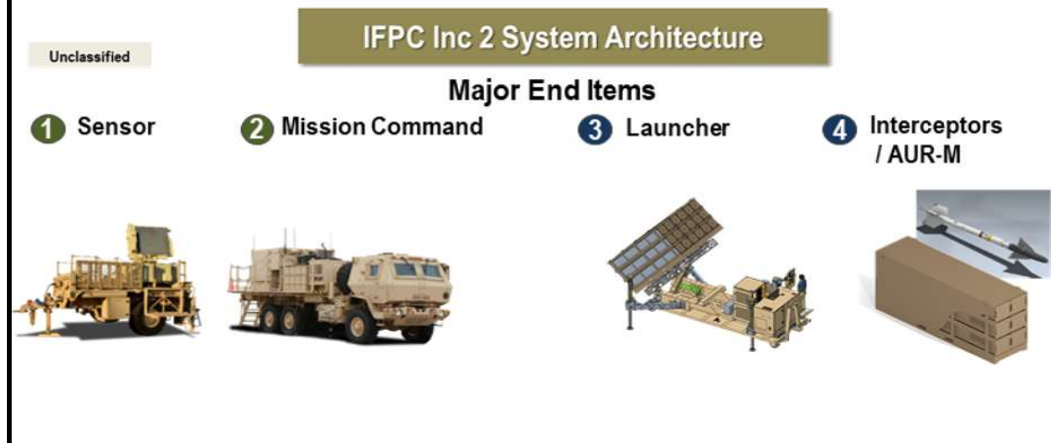 IFPC Inc 2 System Architecture
Unclassified
Major End Items
1 Sensor
2 Mission Command
3 Launcher
4 Interceptors
/ AUR-M